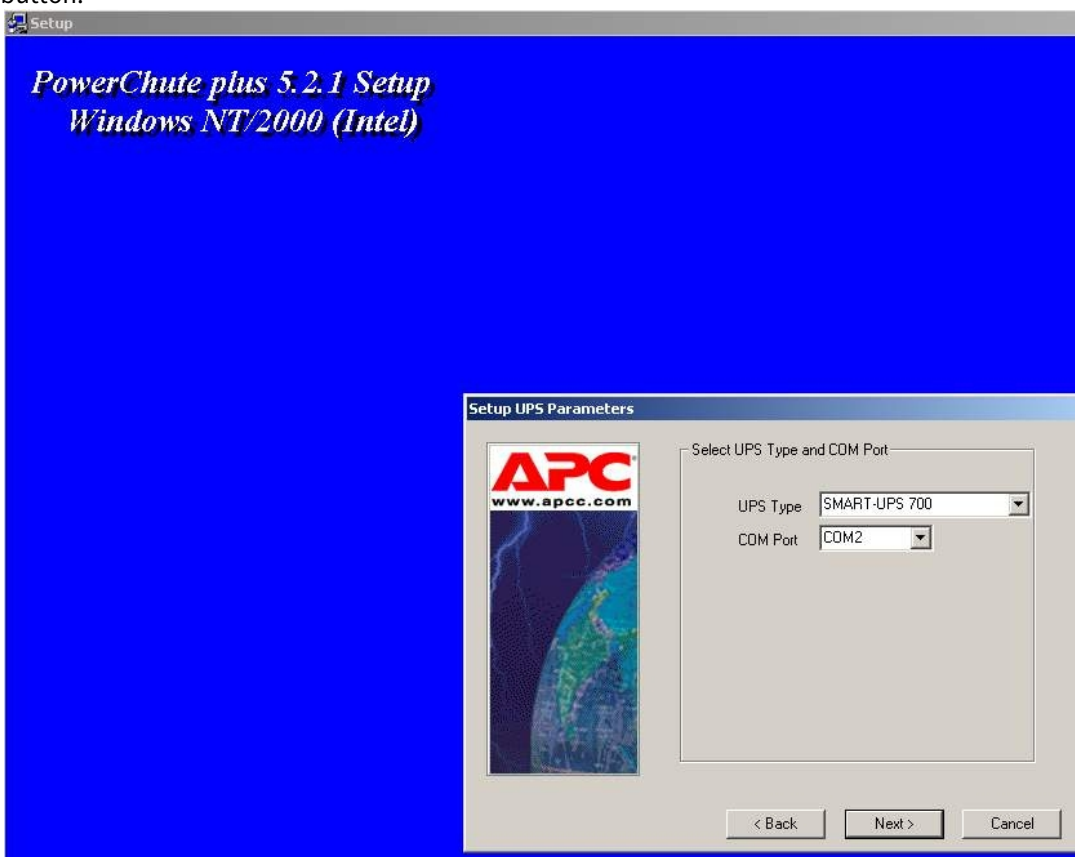 button.
Setup
PowerChute plus 5.2.1 Setup
Windows NT/2000 (Intel)
Setup UPS Parameters
APC
www.apcc.com
Select UPS Type and COM Port
UPS Type SMART-UPS 700
COM Port COM2
< Back Next > Cancel